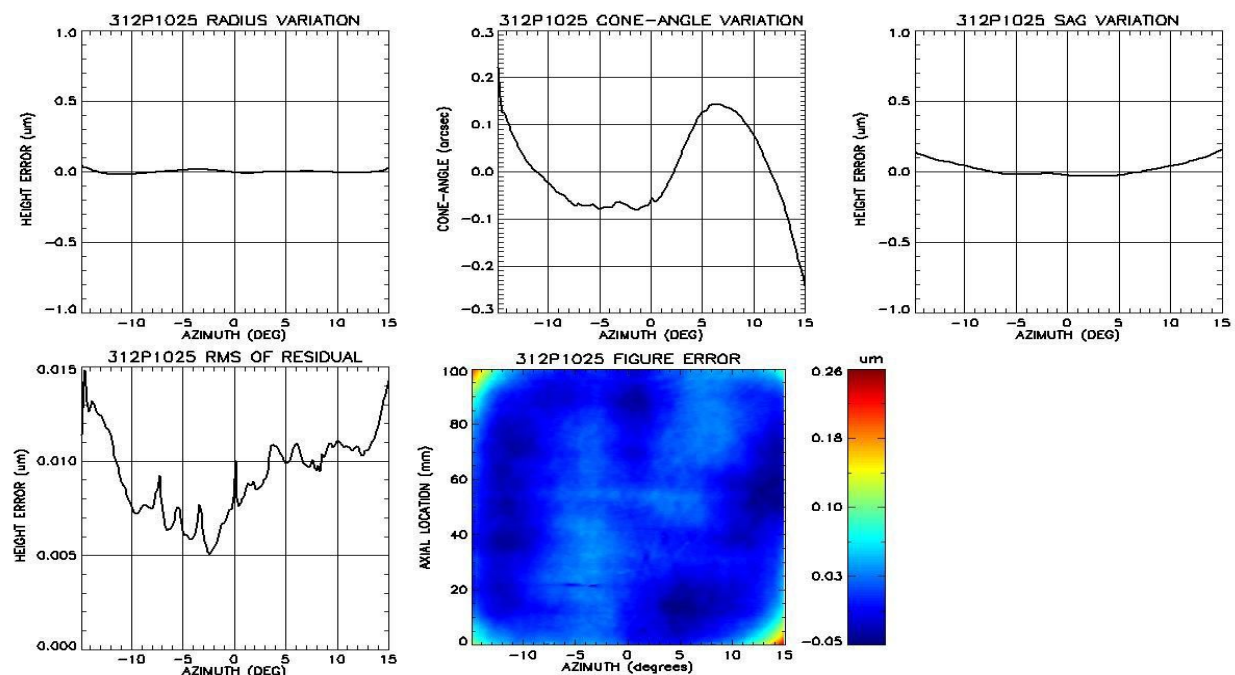 312P1025 RADIUS VARIATION
1.0
0.5
0.0
−0.5
−1.0
HEIGHT ERROR (um)
−10 −5 0 5 10 15
AZIMUTH (DEG)
312P1025 CONE−ANGLE VARIATION
0.3
0.2
0.1
0.0
−0.1
−0.2
−0.3
CONE−ANGLE (arcsec)
−10 −5 0 5 10 15
AZIMUTH (DEG)
312P1025 SAG VARIATION
1.0
0.5
0.0
−0.5
−1.0
HEIGHT ERROR (um)
−10 −5 0 5 10 15
AZIMUTH (DEG)
312P1025 RMS OF RESIDUAL
0.015
0.010
0.005
0.000
HEIGHT ERROR (um)
−10 −5 0 5 10 15
AZIMUTH (DEG)
312P1025 FIGURE ERROR
100
80
60
40
20
0
AXIAL LOCATION (mm)
−10 −5 0 5 10 15
AZIMUTH (degrees)
um
0.26
0.18
0.10
0.03
−0.05